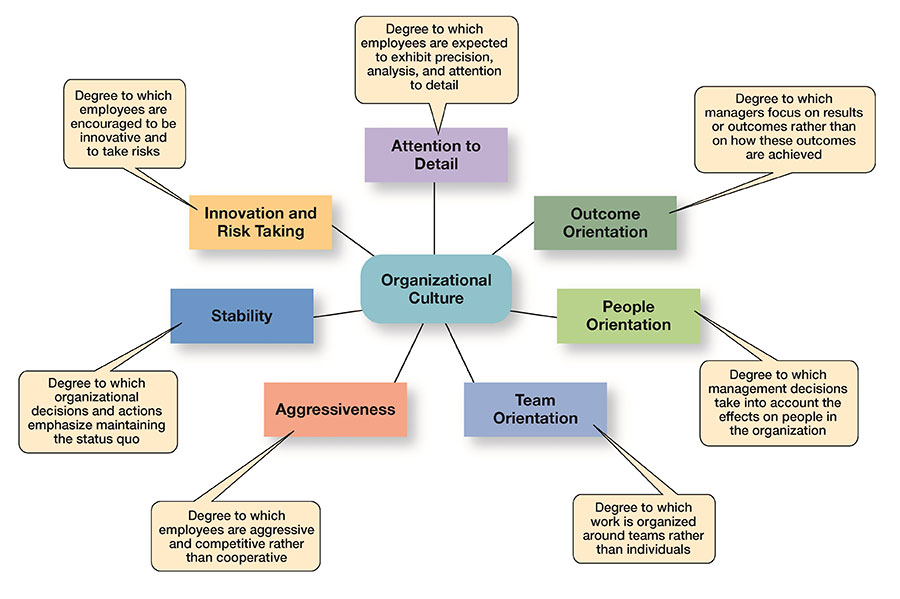 Degree to which
employees are expected
to exhibit precision,
analysis, and attention
to detail
Attention to
Detail
Degree to which
employees are
encouraged to be
innovative and
to take risks
Innovation and
Risk Taking
Degree to which
managers focus on results
or outcomes rather than
on how these outcomes
are achieved
Outcome
Orientation
Organizational
Culture
Stability
Degree to which
organizational
decisions and actions
emphasize maintaining
the status quo
People
Orientation
Degree to which
management decisions
take into account the
effects on people in
the organization
Aggressiveness
Degree to which
employees are aggressive
and competitive rather
than cooperative
Team
Orientation
Degree to which
work is organized
around teams rather
than individuals